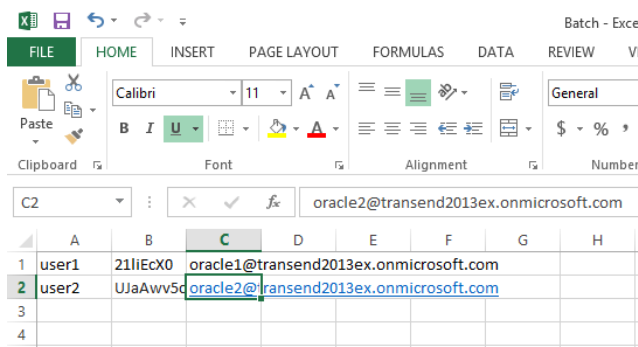 Batch - Exce
FILE HOME INSERT PAGE LAYOUT FORMULAS DATA REVIEW V
Calibri 11 A A General
Paste B I U A $ % ,
Clipboard Font Alignment Number
C2 fx oracle2@transend2013ex.onmicrosoft.com
A B C D E F G H
1 user1 21liEcX0 oracle1@transend2013ex.onmicrosoft.com
2 user2 UJaAwv5 oracle2@transend2013ex.onmicrosoft.com
3
4